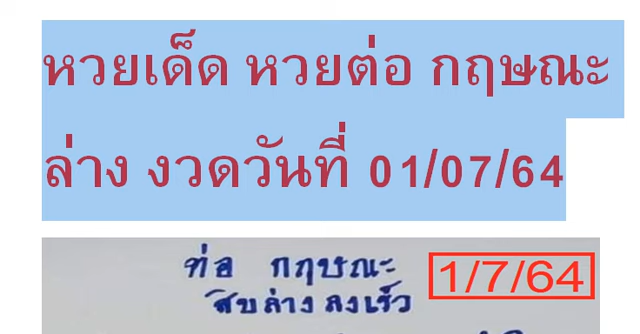 หวยเด็ด หวยต่อ กฤษณะ
ล่าง งวดวันที่ 01/07/64
ท่อ กฤษณะ 1/7/64
สิบล่าง ลงเร็ว